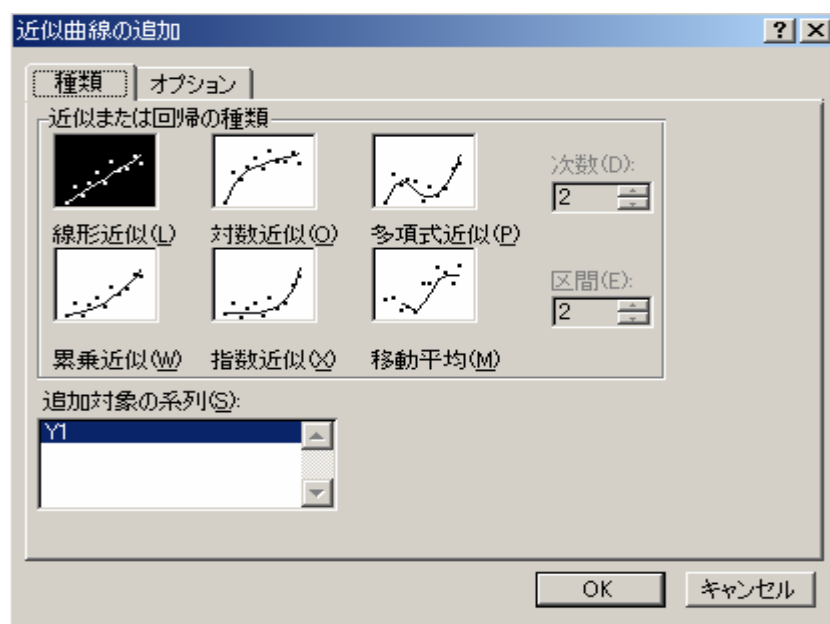 近似曲線の追加
種類 オプション
近似または回帰の種類
次数(D):
2
線形近似(L) 対数近似(O) 多項式近似(P)
区間(E):
2
累乗近似(W) 指数近似(X) 移動平均(M)
追加対象の系列(S):
Y1
OK キャンセル